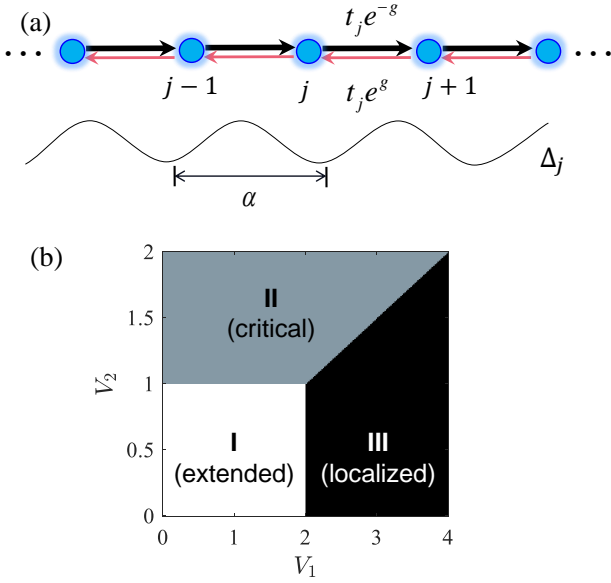 (a)
t_j e^{-g}
... ...
j − 1 j j + 1
t_j e^{g}
Δ_j
α
(b)
2
II
(critical)
1.5
V_2
1
I
(extended)
III
(localized)
0.5
0
0 1 2 3 4
V_1